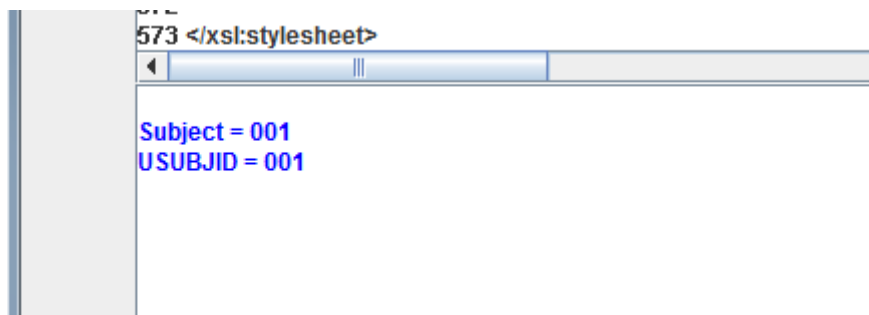 573 </xsl:stylesheet>
Subject = 001
USUBJID = 001